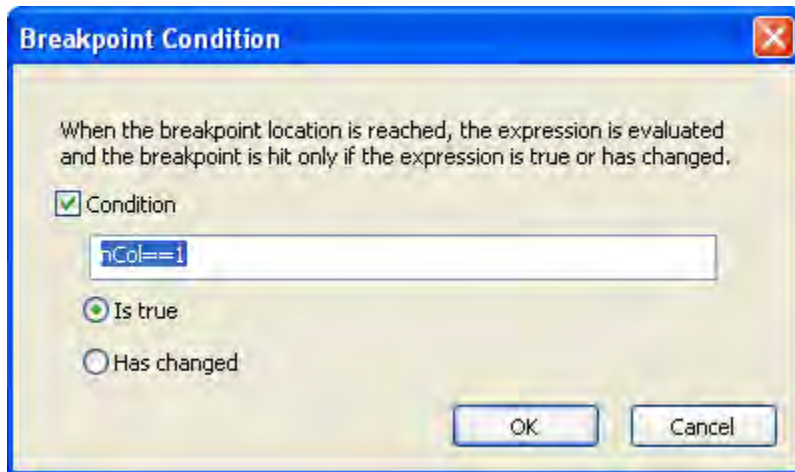 Breakpoint Condition
When the breakpoint location is reached, the expression is evaluated
and the breakpoint is hit only if the expression is true or has changed.
Condition
nCol==1
Is true
Has changed
OK Cancel